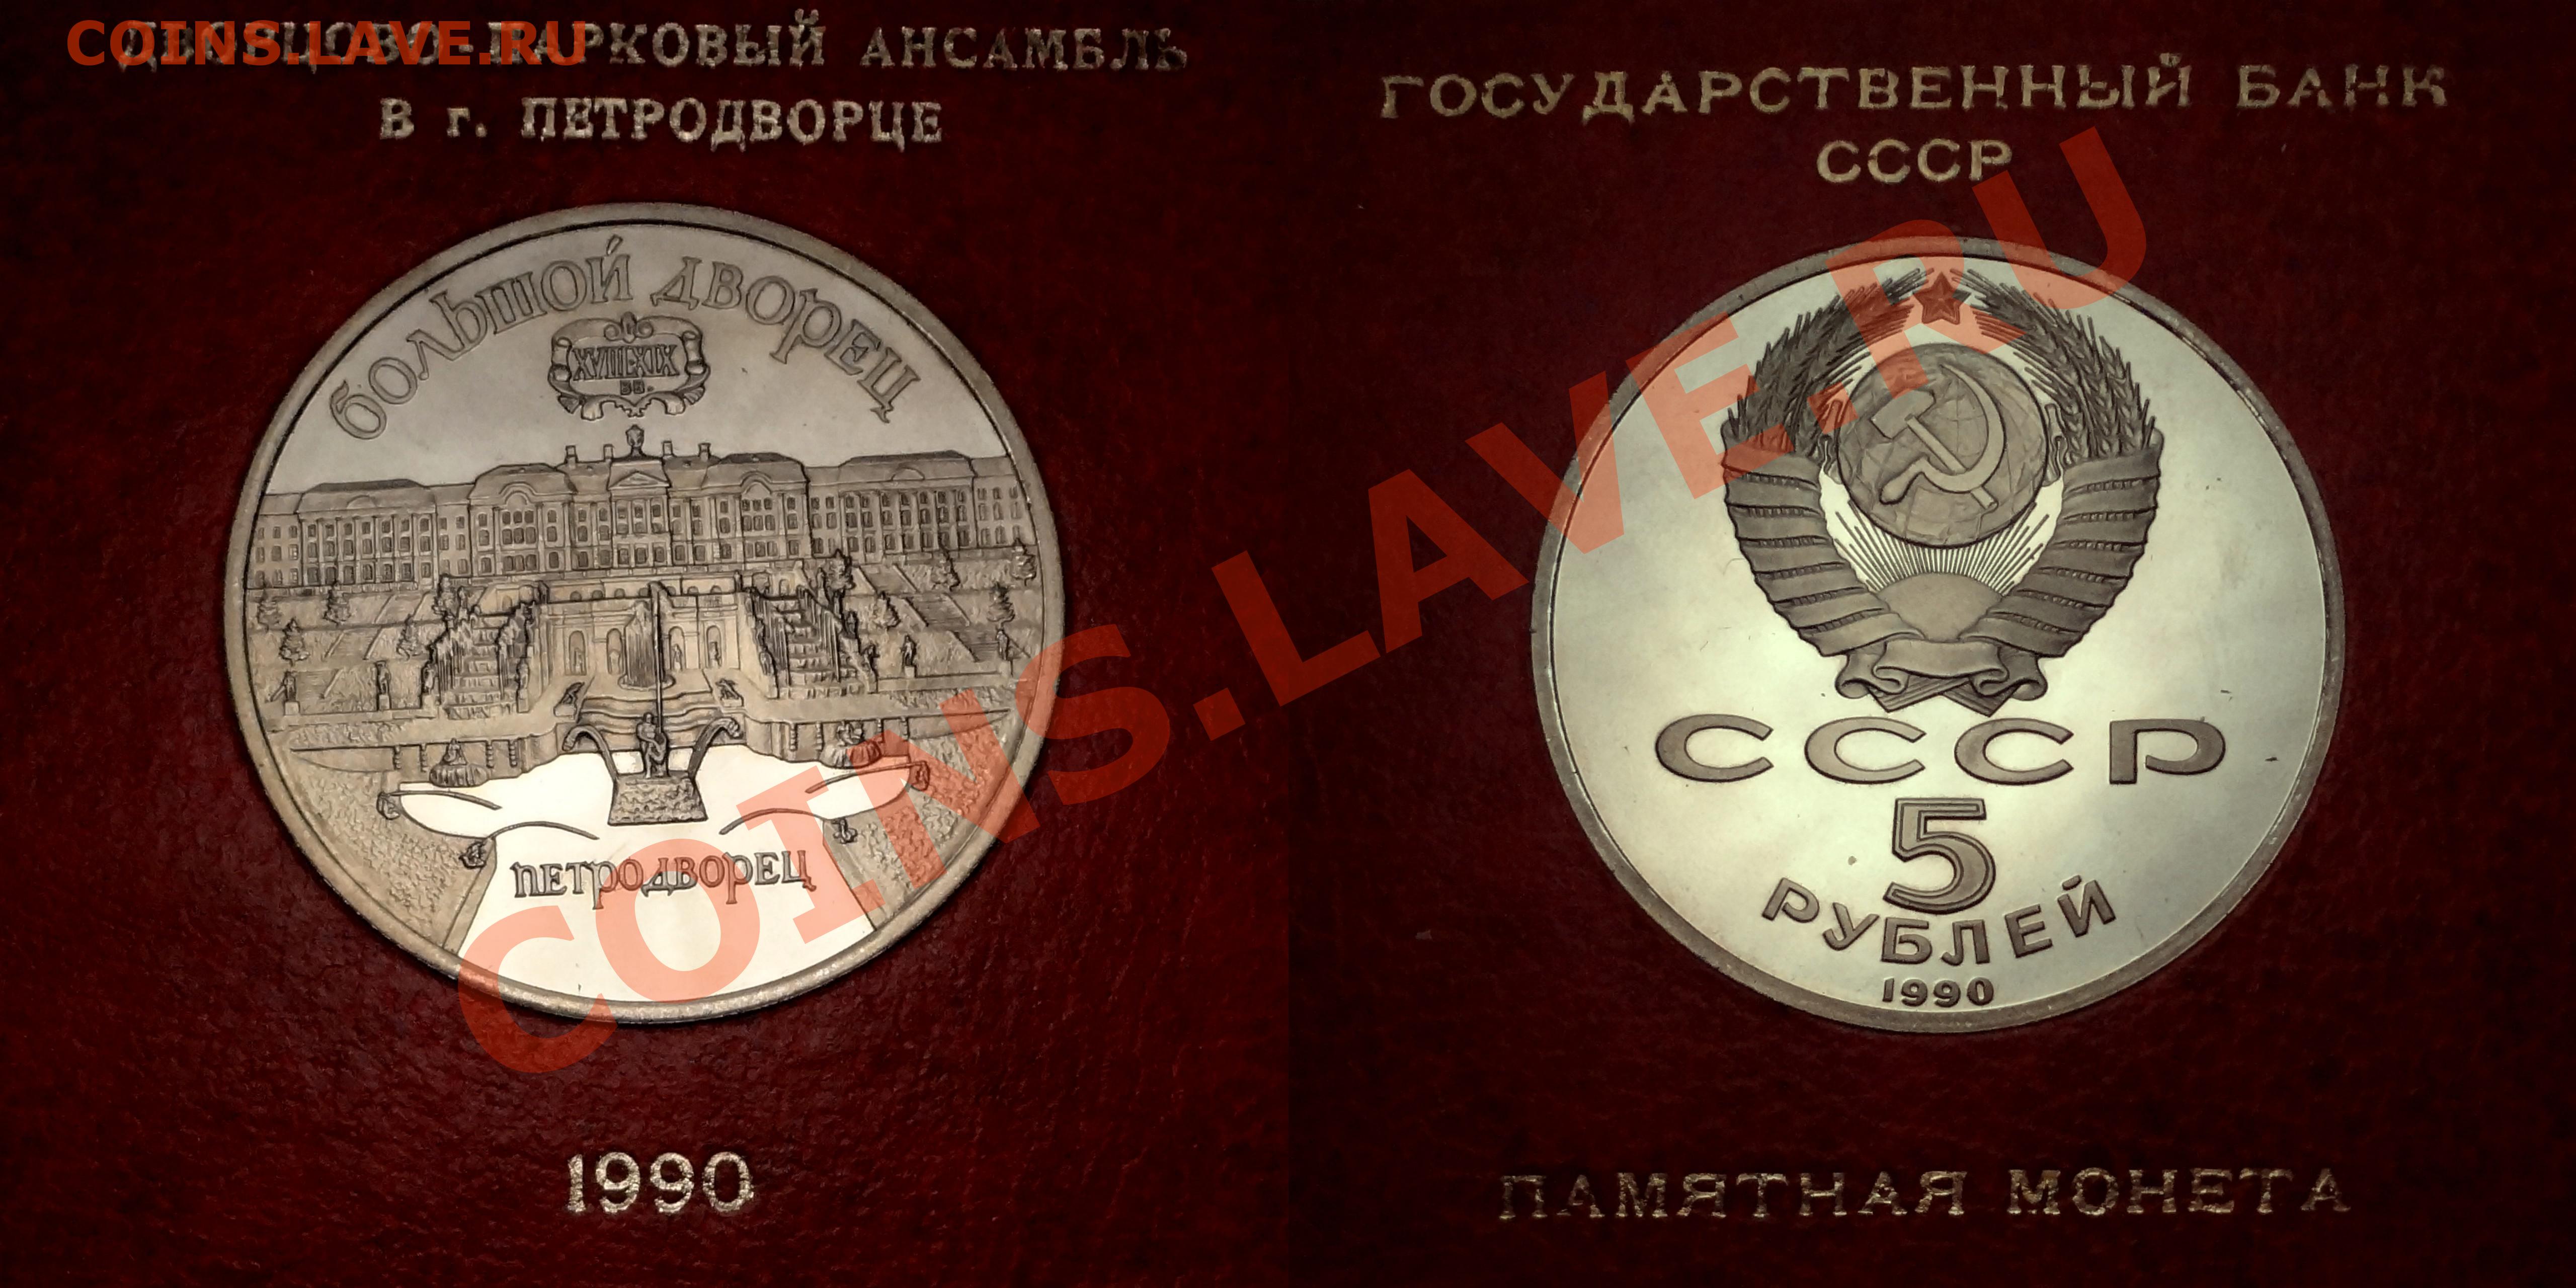 COINS.LAVE.RU
ДВОРЦОВО-ПАРКОВЫЙ АНСАМБЛЬ
В г. ПЕТРОДВОРЦЕ
БОЛЬШОЙ ДВОРЕЦ
XVIII-XIX
ВВ.
ПЕТРОДВОРЕЦ
1990
ГОСУДАРСТВЕННЫЙ БАНК
СССР
СССР
5
РУБЛЕЙ
1990
ПАМЯТНАЯ МОНЕТА
COINS.LAVE.RU